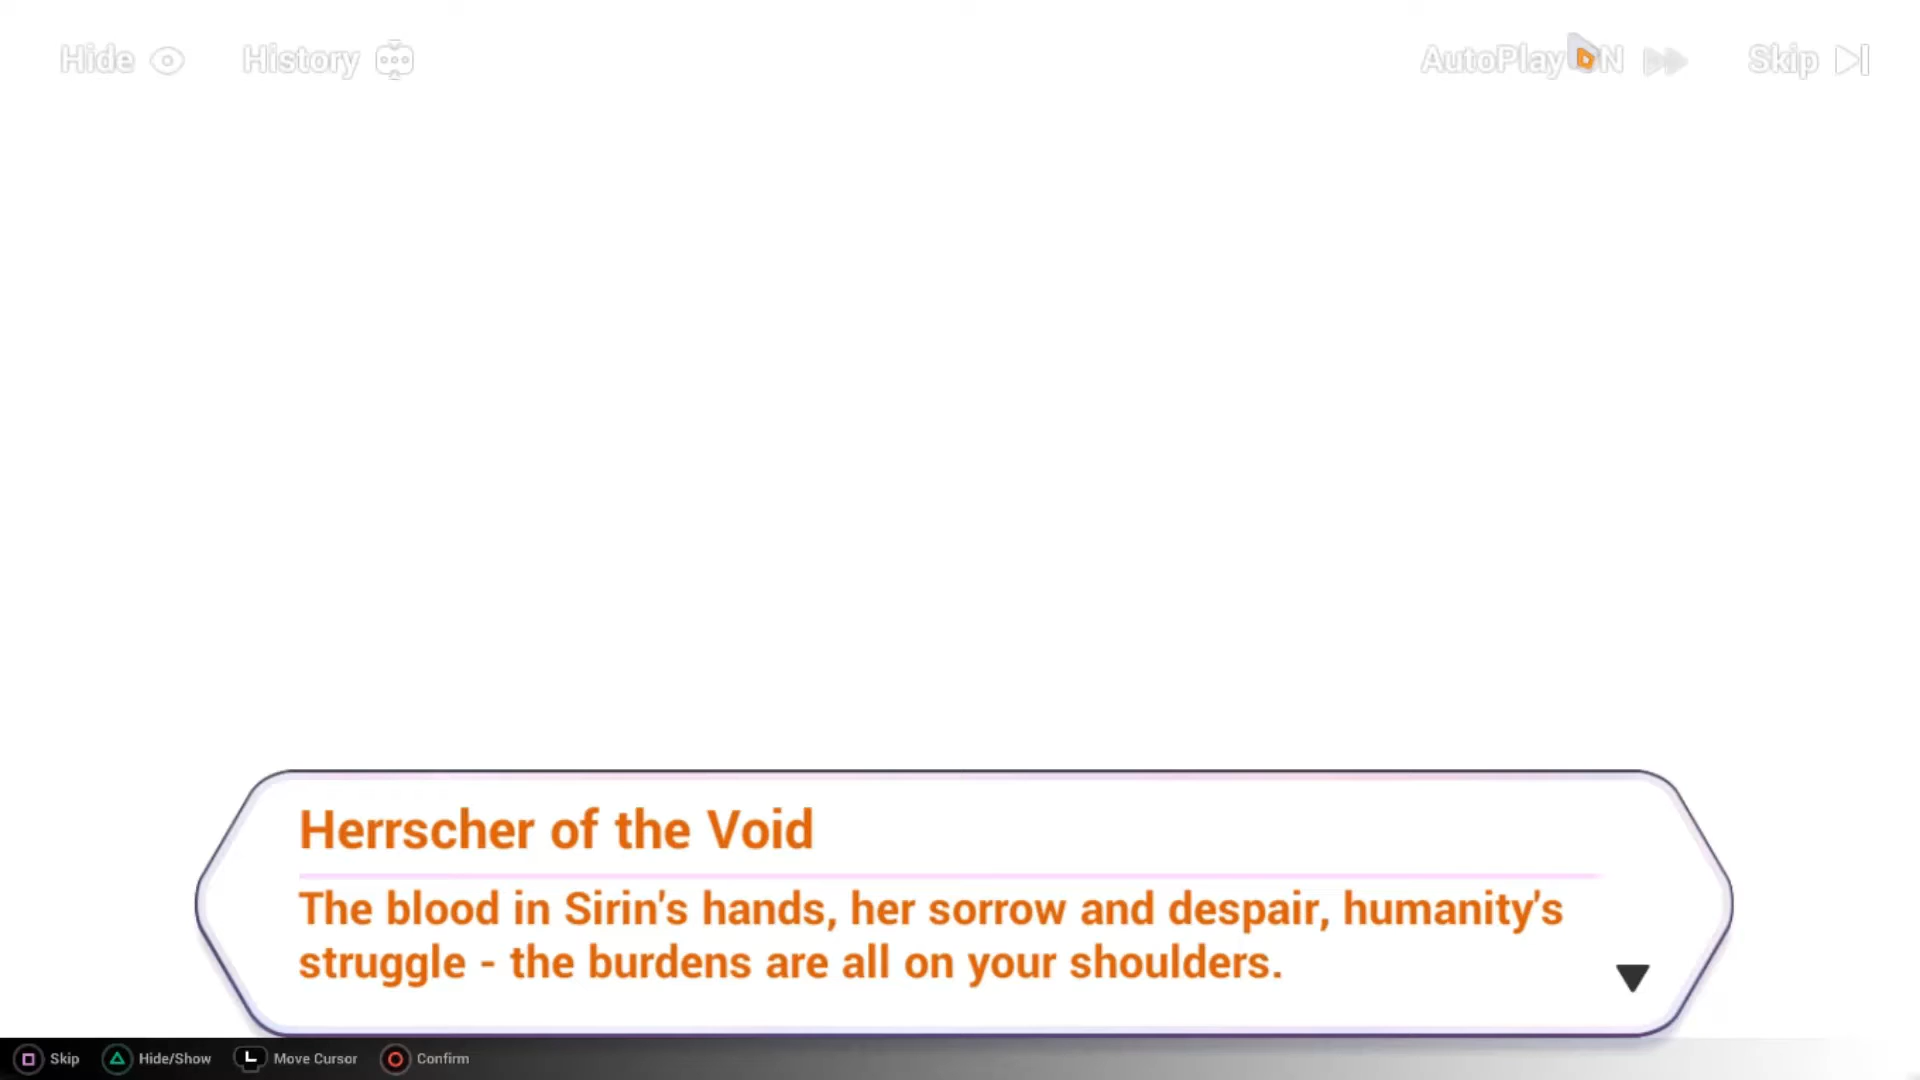 Hide
History
AutoPlay ON
Skip
Herrscher of the Void
The blood in Sirin's hands, her sorrow and despair, humanity's
struggle - the burdens are all on your shoulders.
Skip
Hide/Show
L Move Cursor
Confirm